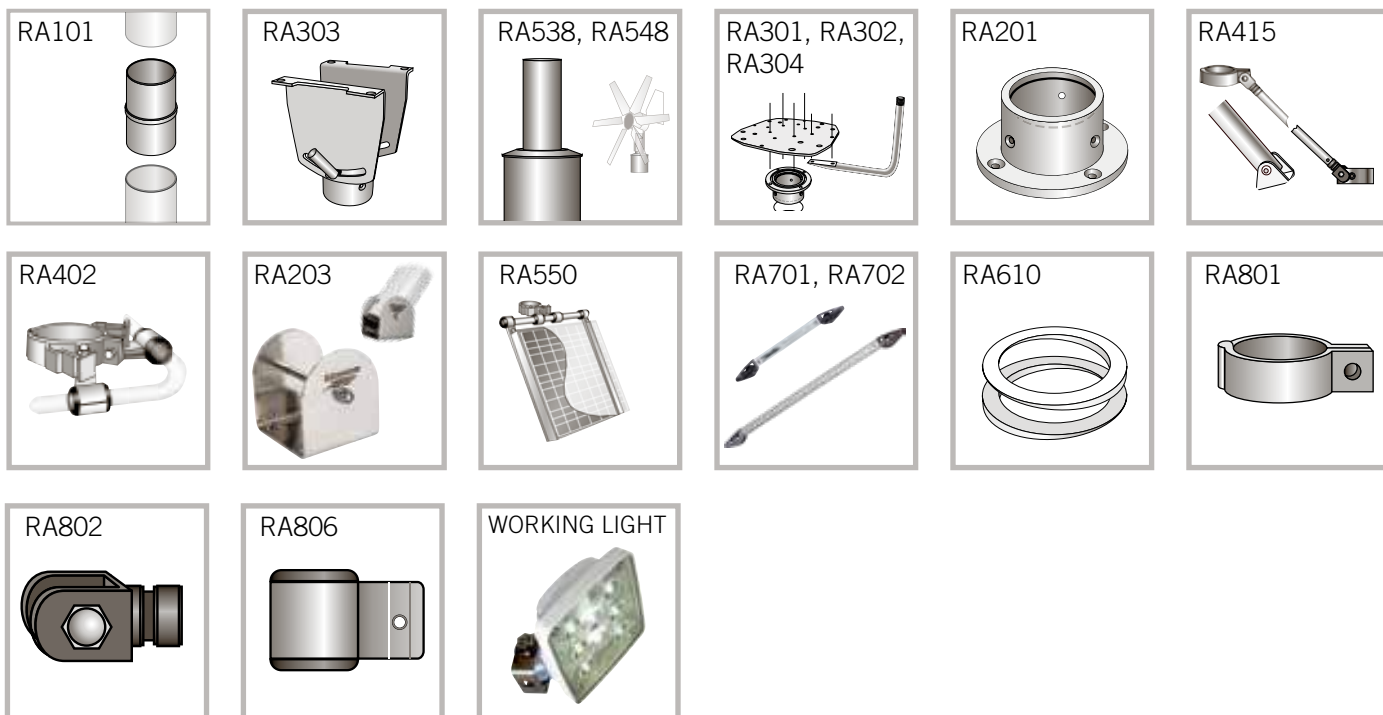 RA101
RA303
RA538, RA548
RA301, RA302,
RA304
RA201
RA415
RA402
RA203
RA550
RA701, RA702
RA610
RA801
RA802
RA806
WORKING LIGHT